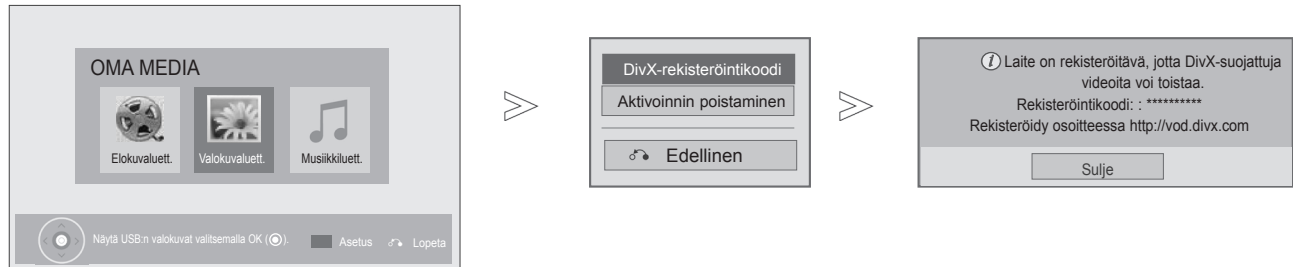 OMA MEDIA
Elokuvaluett.
Valokuvaluett.
Musiikkiluett.
Näytä USB:n valokuvat valitsemalla OK (◉).
Asetus
Lopeta
DivX-rekisteröintikoodi
Aktivoinnin poistaminen
Edellinen
Laite on rekisteröitävä, jotta DivX-suojattuja
videoita voi toistaa.
Rekisteröintikoodi: : **********
Rekisteröidy osoitteessa http://vod.divx.com
Sulje